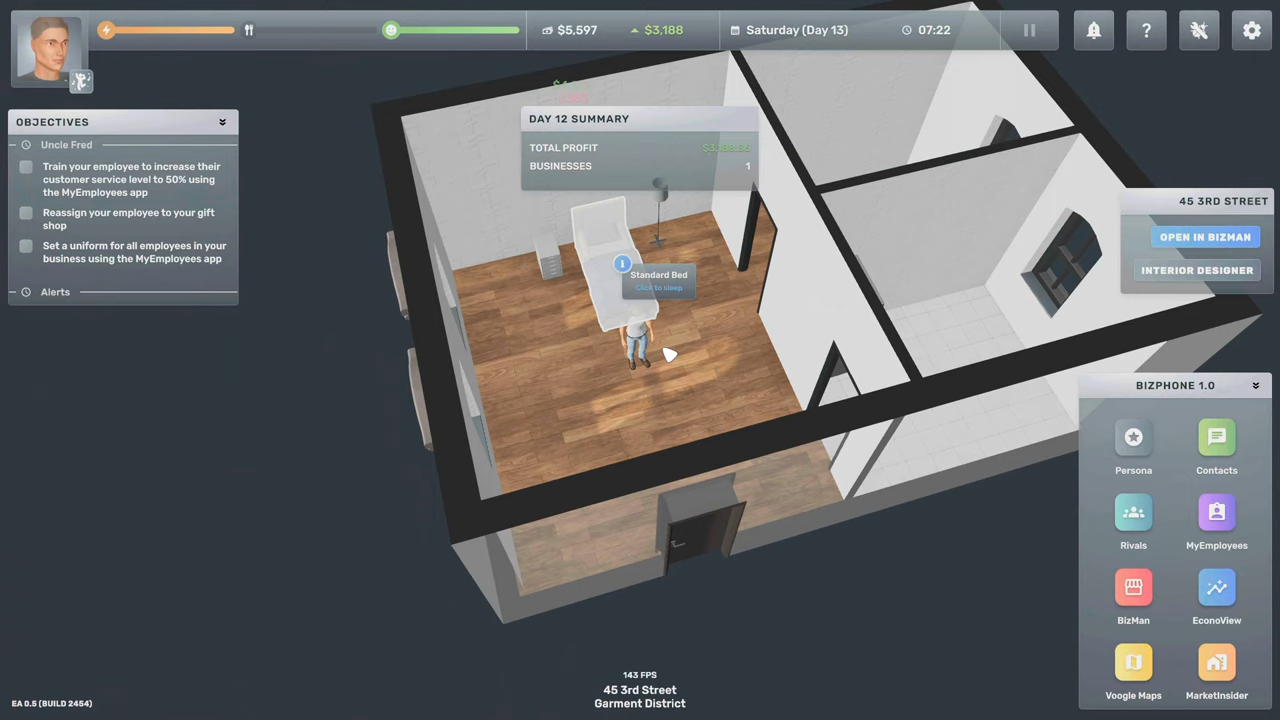 $5,597
$3,188
Saturday (Day 13)
07:22
?
OBJECTIVES
Uncle Fred
Train your employee to increase their
customer service level to 50% using
the MyEmployees app
Reassign your employee to your gift
shop
Set a uniform for all employees in your
business using the MyEmployees app
Alerts
DAY 12 SUMMARY
TOTAL PROFIT
BUSINESSES 1
Standard Bed
Click to sleep
45 3RD STREET
OPEN IN BIZMAN
INTERIOR DESIGNER
BIZPHONE 1.0
Persona
Contacts
Rivals
MyEmployees
BizMan
EconoView
Voogle Maps
MarketInsider
143 FPS
45 3rd Street
Garment District
EA 0.5 (BUILD 2454)